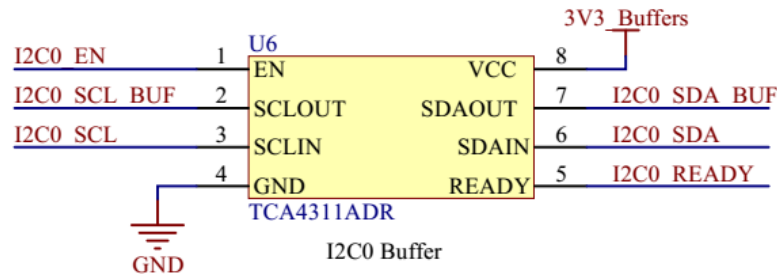 3V3_Buffers
U6
I2C0_EN 1 EN VCC 8
I2C0_SCL_BUF 2 SCLOUT SDAOUT 7 I2C0_SDA_BUF
I2C0_SCL 3 SCLIN SDAIN 6 I2C0_SDA
4 GND READY 5 I2C0_READY
TCA4311ADR
I2C0 Buffer
GND